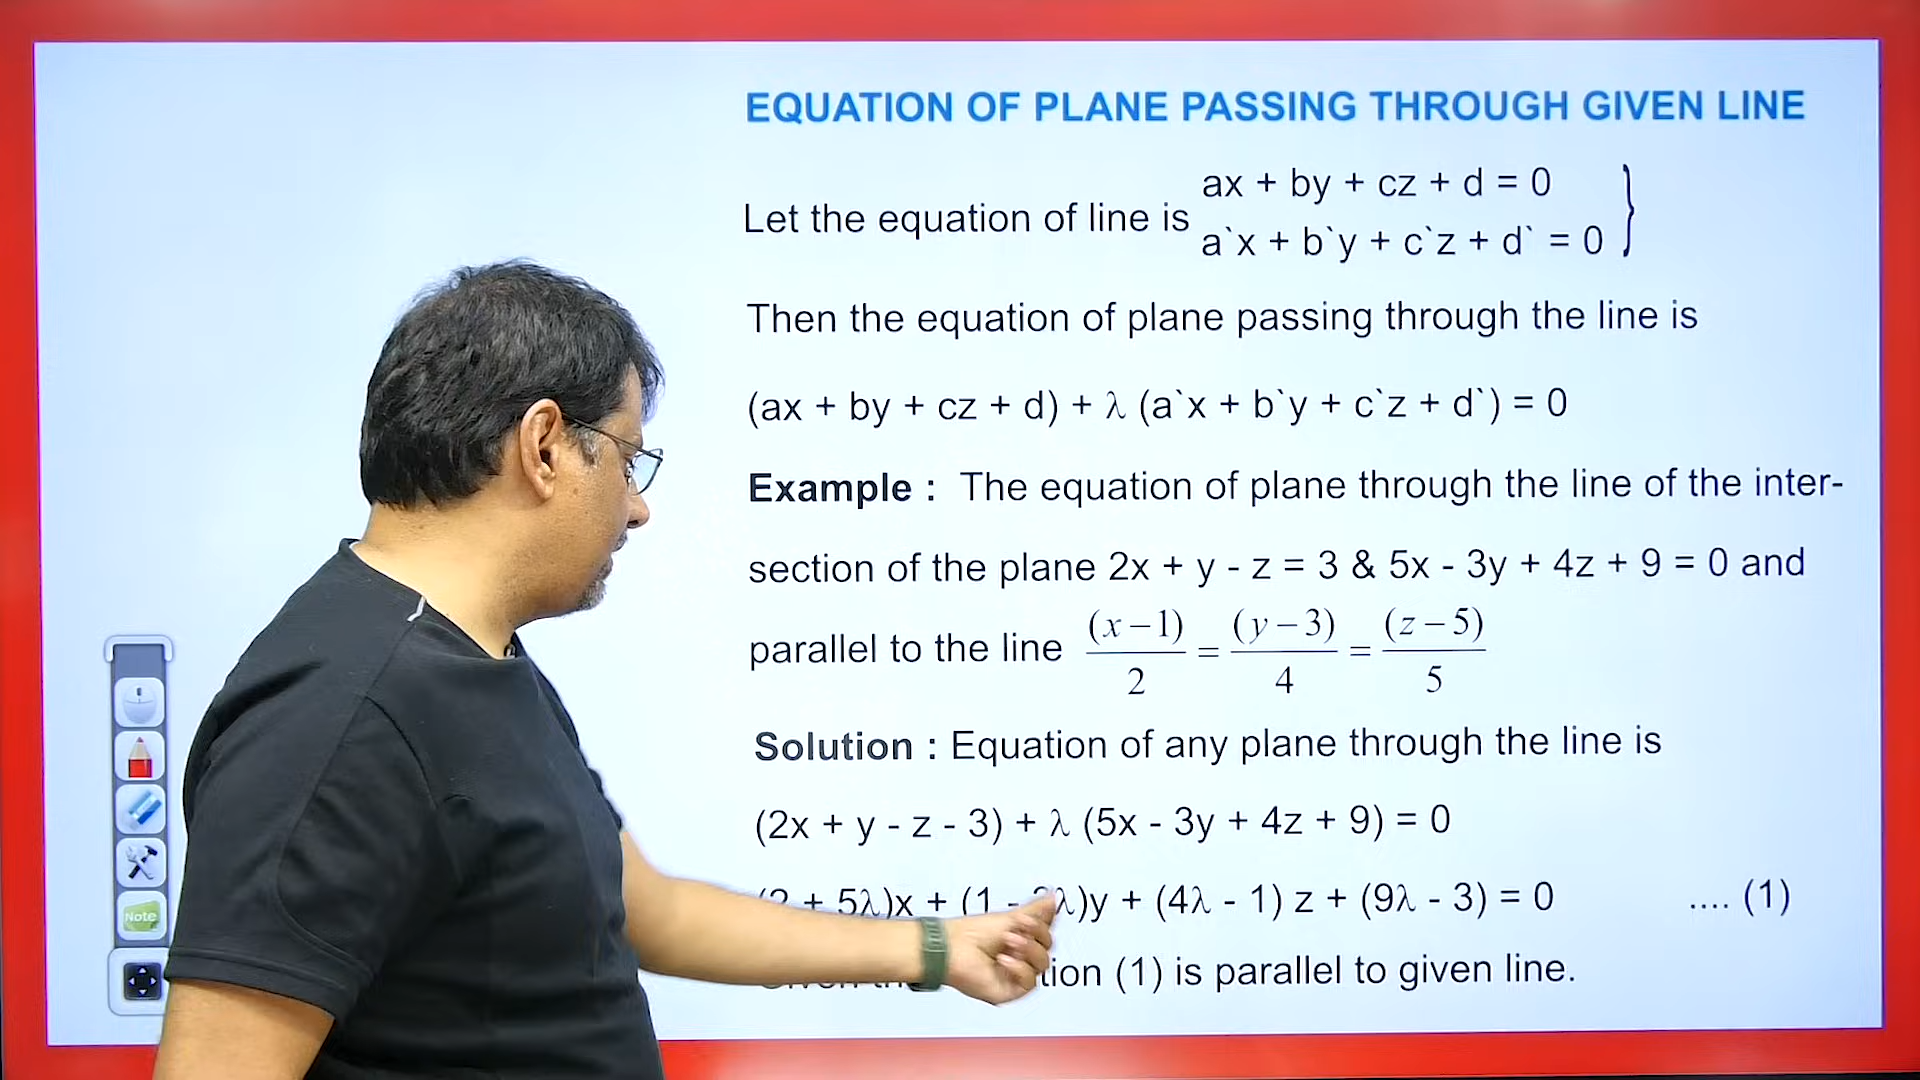 EQUATION OF PLANE PASSING THROUGH GIVEN LINE
ax + by + cz + d = 0
Let the equation of line is
a`x + b`y + c`z + d` = 0 }
Then the equation of plane passing through the line is
(ax + by + cz + d) + λ (a`x + b`y + c`z + d`) = 0
Example : The equation of plane through the line of the inter-
section of the plane 2x + y - z = 3 & 5x - 3y + 4z + 9 = 0 and
parallel to the line (x – 1)/2 = (y – 3)/4 = (z – 5)/5
Solution : Equation of any plane through the line is
(2x + y - z - 3) + λ (5x - 3y + 4z + 9) = 0
(2 + 5λ)x + (1 - 3λ)y + (4λ - 1) z + (9λ - 3) = 0 .... (1)
(1) is parallel to given line.
Note